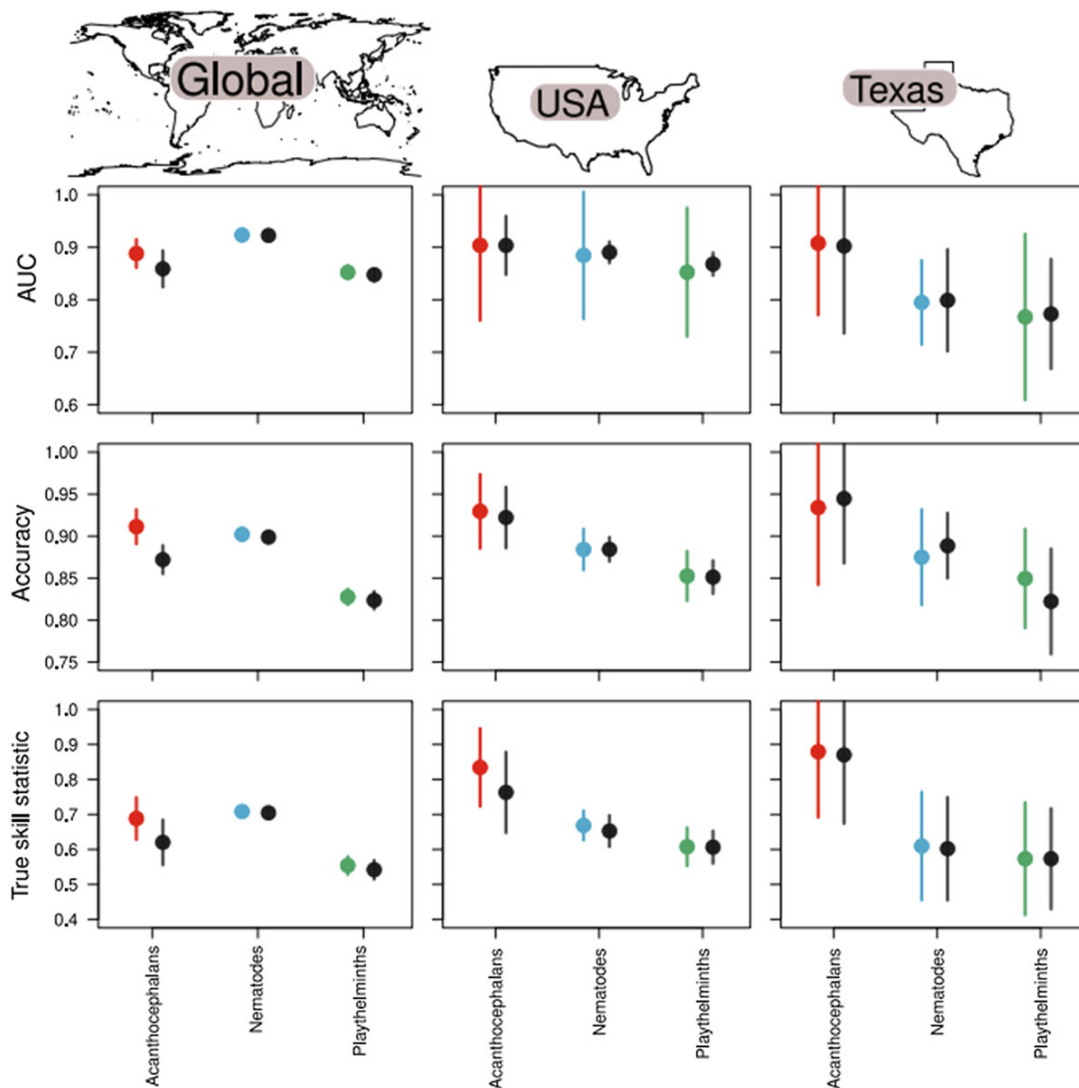 Global
USA
Texas
AUC
1.0
0.9
0.8
0.7
0.6
Accuracy
1.00
0.95
0.90
0.85
0.80
0.75
True skill statistic
1.0
0.9
0.8
0.7
0.6
0.5
0.4
Acanthocephalans
Nematodes
Playthelminths
Acanthocephalans
Nematodes
Playthelminths
Acanthocephalans
Nematodes
Playthelminths